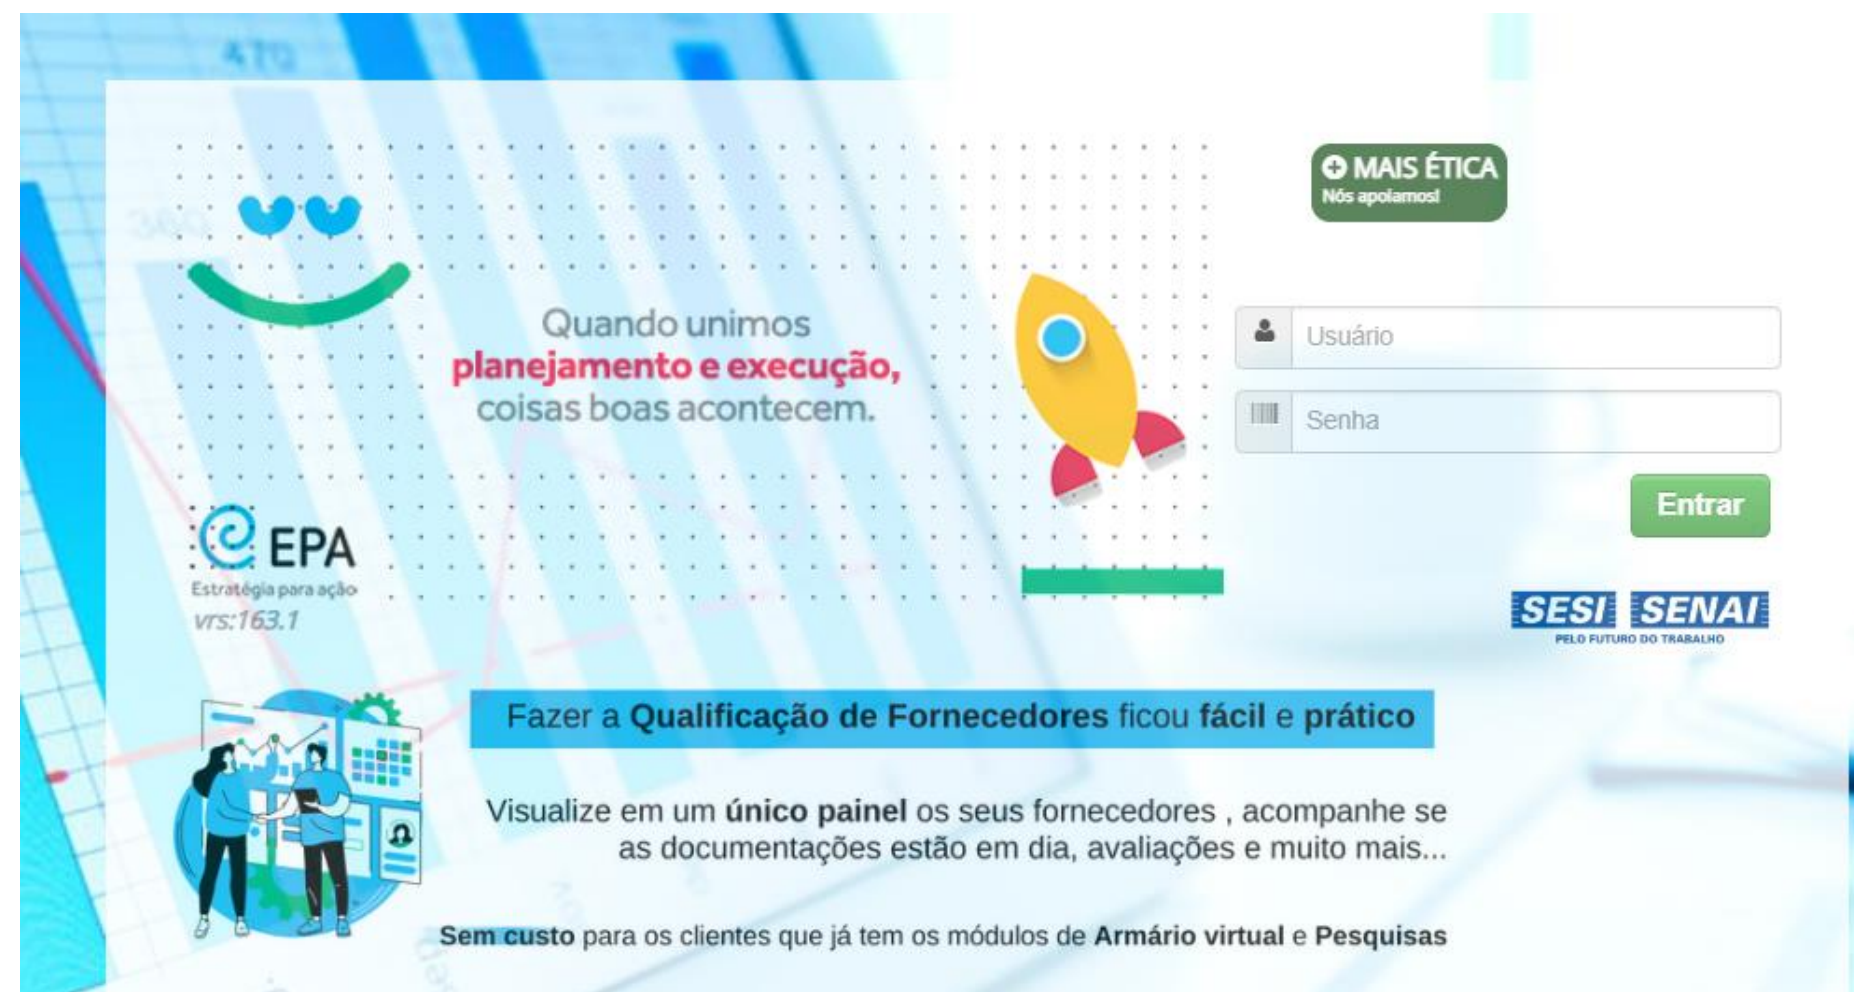 470
360
MAIS ÉTICA
Nós apoiamos!
Quando unimos
planejamento e execução,
coisas boas acontecem.
Usuário
Senha
Entrar
EPA
Estratégia para ação
vrs:163.1
SESI SENAI
PELO FUTURO DO TRABALHO
Fazer a Qualificação de Fornecedores ficou fácil e prático
Visualize em um único painel os seus fornecedores , acompanhe se
as documentações estão em dia, avaliações e muito mais...
Sem custo para os clientes que já tem os módulos de Armário virtual e Pesquisas